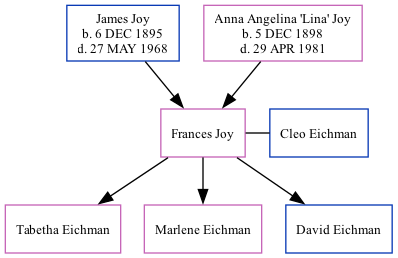 James Joy
b. 6 DEC 1895
d. 27 MAY 1968
Anna Angelina 'Lina' Joy
b. 5 DEC 1898
d. 29 APR 1981
Frances Joy
Cleo Eichman
Tabetha Eichman
Marlene Eichman
David Eichman